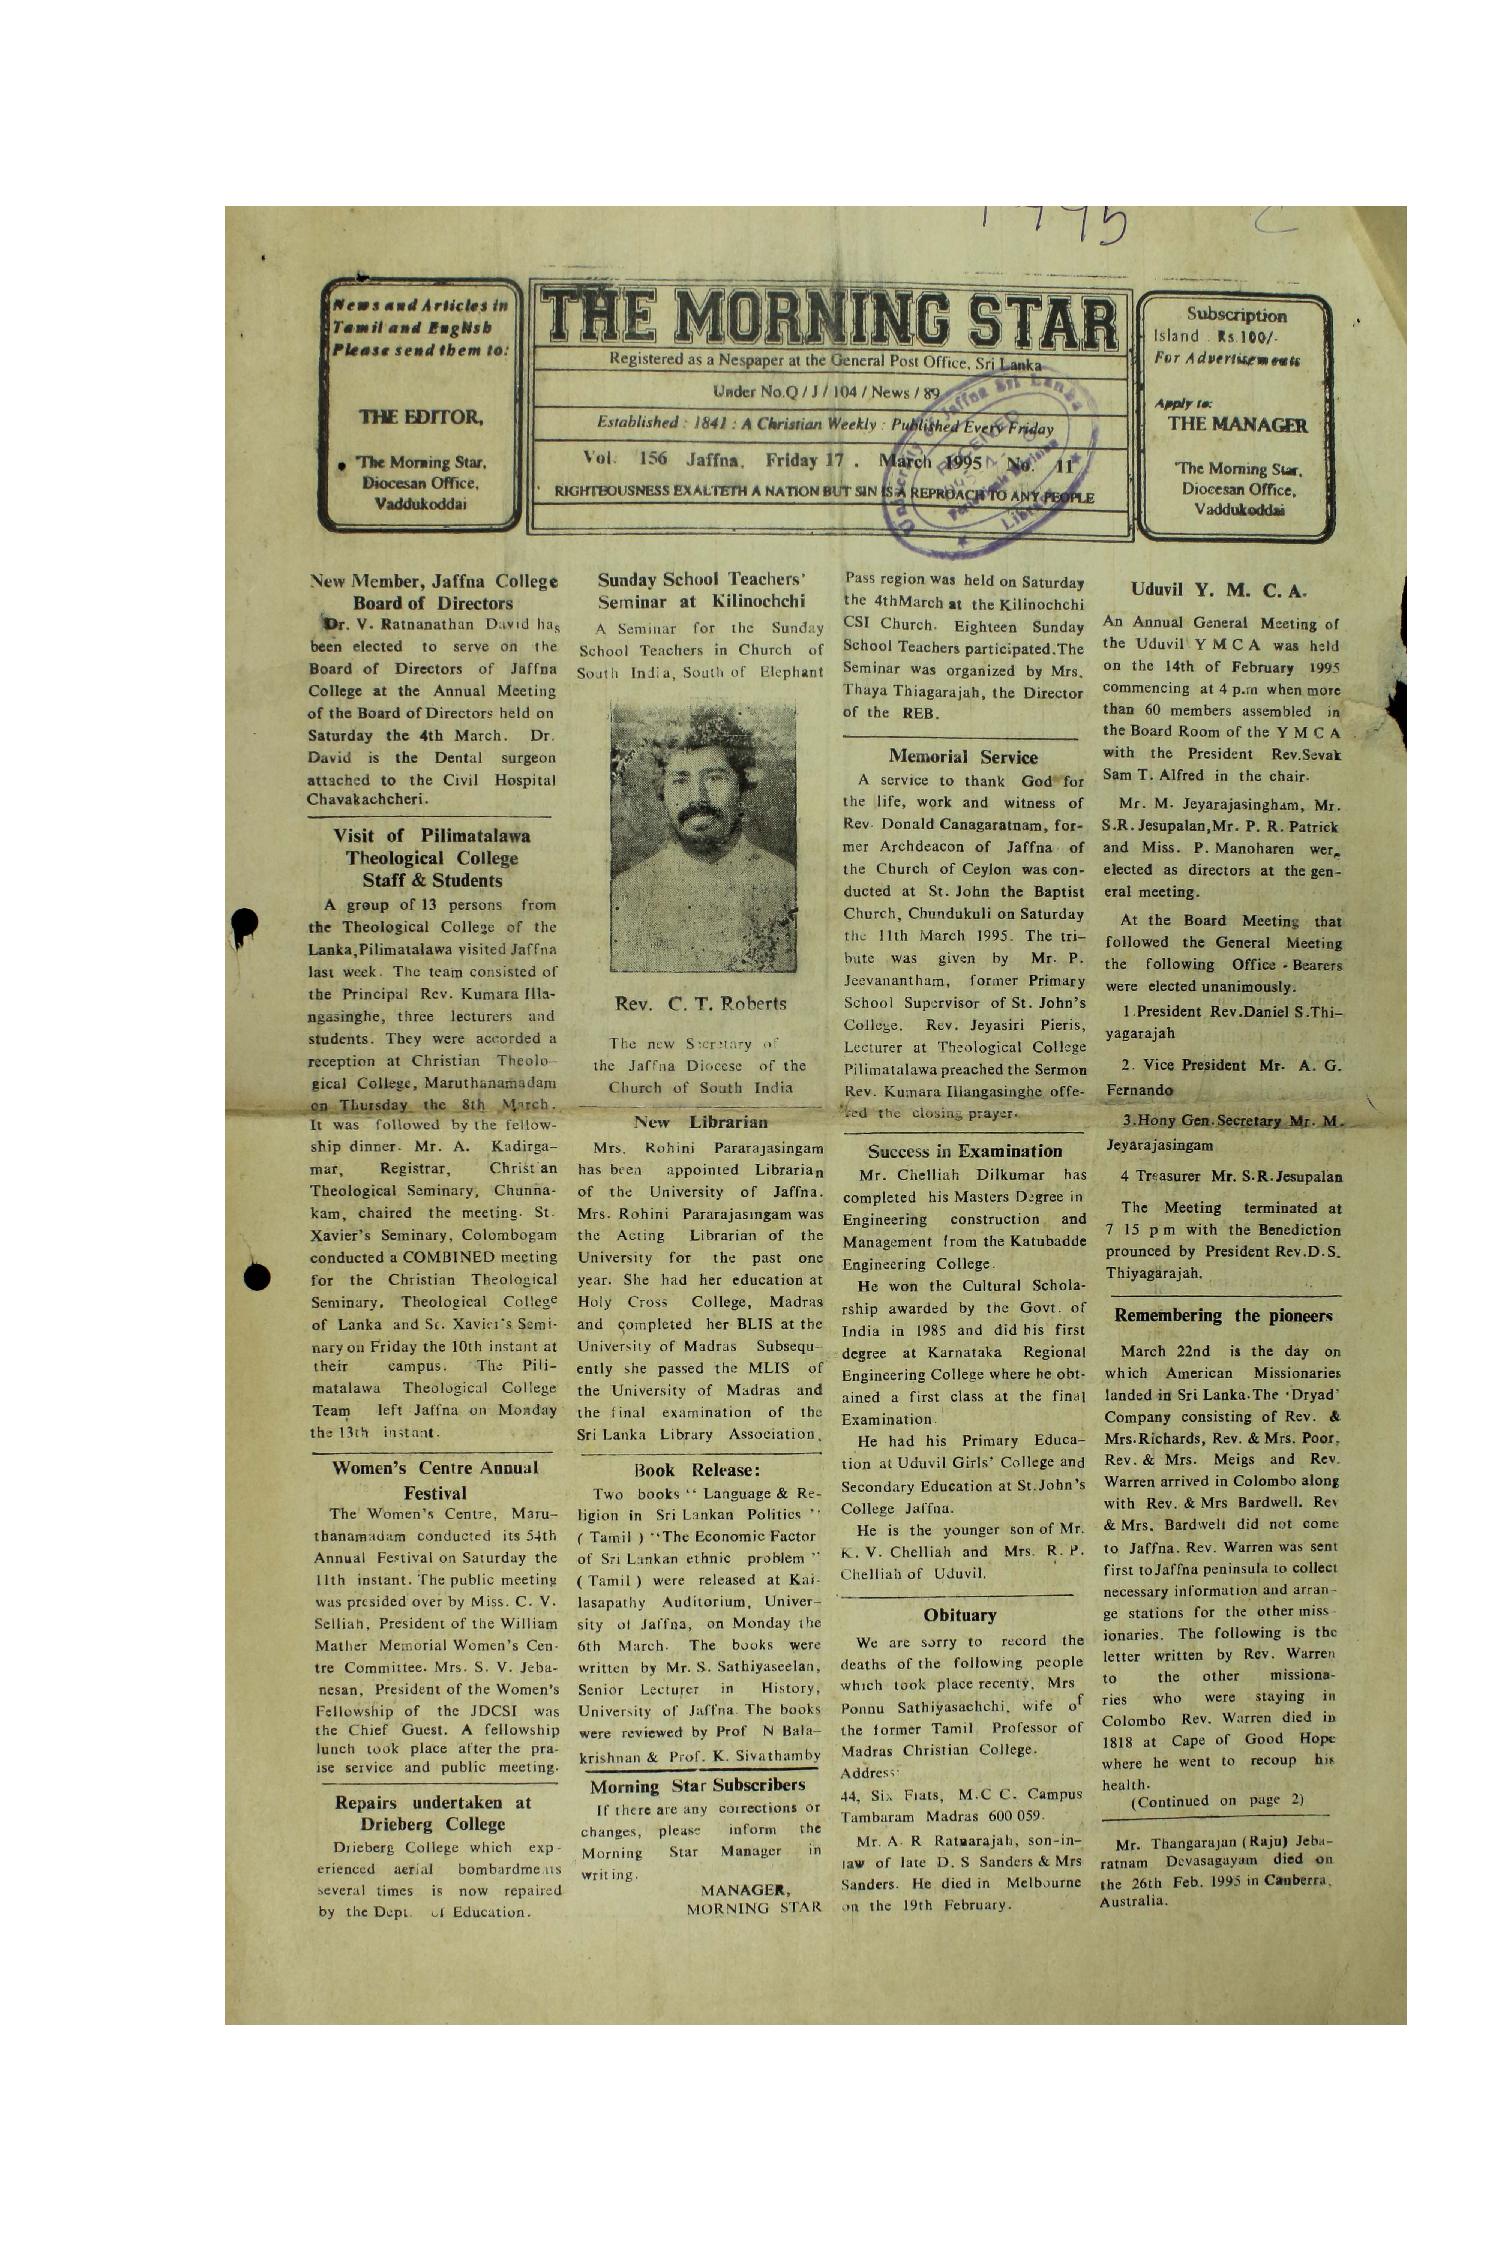 1995
News and Articles in
Tamil and English
Please send them to:
THE EDITOR,
The Morning Star,
Diocesan Office,
Vaddukoddai
THE MORNING STAR
Registered as a Nespaper at the General Post Office, Sri Lanka
Under No.Q / J / 104 / News / 89
Established : 1841 : A Christian Weekly : Published Every Friday
Vol. 156 Jaffna, Friday 17 . March 1995 No. 11
RIGHTEOUSNESS EXALTETH A NATION BUT SIN IS A REPROACH TO ANY PEOPLE
Subscription
Island : Rs 100/-
For Advertisements
Apply to:
THE MANAGER
The Morning Star,
Diocesan Office,
Vaddukoddai
New Member, Jaffna College
Board of Directors
Dr. V. Ratnanathan David has
been elected to serve on the
Board of Directors of Jaffna
College at the Annual Meeting
of the Board of Directors held on
Saturday the 4th March. Dr.
David is the Dental surgeon
attached to the Civil Hospital
Chavakachcheri.
Visit of Pilimatalawa
Theological College
Staff & Students
A group of 13 persons from
the Theological College of the
Lanka,Pilimatalawa visited Jaffna
last week. The team consisted of
the Principal Rev. Kumara Illa-
ngasinghe, three lecturers and
students. They were accorded a
reception at Christian Theolo-
gical College, Maruthanamadam
on Thursday the 8th March.
It was followed by the fellow-
ship dinner. Mr. A. Kadirga-
mar, Registrar, Christ an
Theological Seminary, Chunna-
kam, chaired the meeting. St.
Xavier's Seminary, Colombogam
conducted a COMBINED meeting
for the Christian Theological
Seminary, Theological College
of Lanka and St. Xavier's Semi-
nary on Friday the 10th instant at
their campus. The Pili-
matalawa Theological College
Team left Jaffna on Monday
the 13th instant.
Women's Centre Annual
Festival
The Women's Centre, Maru-
thanamadam conducted its 54th
Annual Festival on Saturday the
11th instant. The public meeting
was presided over by Miss. C. V.
Selliah, President of the William
Mather Memorial Women's Cen-
tre Committee. Mrs. S. V. Jeba-
nesan, President of the Women's
Fellowship of the JDCSI was
the Chief Guest. A fellowship
lunch took place after the pra-
ise service and public meeting.
Repairs undertaken at
Drieberg College
Drieberg College which exp-
erienced aerial bombardments
several times is now repaired
by the Dept. of Education.
Sunday School Teachers'
Seminar at Kilinochchi
A Seminar for the Sunday
School Teachers in Church of
South India, South of Elephant
Rev. C. T. Roberts
The new Secretary of
the Jaffna Diocese of the
Church of South India
New Librarian
Mrs. Rohini Pararajasingam
has been appointed Librarian
of the University of Jaffna.
Mrs. Rohini Pararajasingam was
the Acting Librarian of the
University for the past one
year. She had her education at
Holy Cross College, Madras
and completed her BLIS at the
University of Madras Subsequ-
ently she passed the MLIS of
the University of Madras and
the final examination of the
Sri Lanka Library Association.
Book Release:
Two books " Language & Re-
ligion in Sri Lankan Politics "
( Tamil ) "The Economic Factor
of Sri Lankan ethnic problem "
( Tamil ) were released at Kai-
lasapathy Auditorium, Univer-
sity of Jaffna, on Monday the
6th March. The books were
written by Mr. S. Sathiyaseelan,
Senior Lecturer in History,
University of Jaffna. The books
were reviewed by Prof N Bala-
krishnan & Prof. K. Sivathamby
Morning Star Subscribers
If there are any corrections or
changes, please inform the
Morning Star Manager in
writing.
MANAGER,
MORNING STAR
Pass region was held on Saturday
the 4thMarch at the Kilinochchi
CSI Church. Eighteen Sunday
School Teachers participated.The
Seminar was organized by Mrs.
Thaya Thiagarajah, the Director
of the REB.
Memorial Service
A service to thank God for
the life, work and witness of
Rev. Donald Canagaratnam, for-
mer Archdeacon of Jaffna of
the Church of Ceylon was con-
ducted at St. John the Baptist
Church, Chundukuli on Saturday
the 11th March 1995. The tri-
bute was given by Mr. P.
Jeevanantham, former Primary
School Supervisor of St. John's
College. Rev. Jeyasiri Pieris,
Lecturer at Theological College
Pilimatalawa preached the Sermon
Rev. Kumara Illangasinghe offe-
red the closing prayer.
Success in Examination
Mr. Chelliah Dilkumar has
completed his Masters Degree in
Engineering construction and
Management from the Katubadde
Engineering College.
He won the Cultural Schola-
rship awarded by the Govt. of
India in 1985 and did his first
degree at Karnataka Regional
Engineering College where he obt-
ained a first class at the final
Examination.
He had his Primary Educa-
tion at Uduvil Girls' College and
Secondary Education at St.John's
College Jaffna.
He is the younger son of Mr.
K. V. Chelliah and Mrs. R. P.
Chelliah of Uduvil.
Obituary
We are sorry to record the
deaths of the following people
which took place recenty, Mrs
Ponnu Sathiyasachchi, wife of
the former Tamil Professor of
Madras Christian College.
Address:
44, Six Flats, M.C C. Campus
Tambaram Madras 600 059.
Mr. A. R Ratnarajah, son-in-
law of late D. S Sanders & Mrs
Sanders. He died in Melbourne
on the 19th February.
Uduvil Y. M. C. A.
An Annual General Meeting of
the Uduvil Y M C A was held
on the 14th of February 1995
commencing at 4 p.m when more
than 60 members assembled in
the Board Room of the Y M C A
with the President Rev.Sevak
Sam T. Alfred in the chair.
Mr. M. Jeyarajasingham, Mr.
S.R. Jesupalan,Mr. P. R. Patrick
and Miss. P. Manoharen were
elected as directors at the gen-
eral meeting.
At the Board Meeting that
followed the General Meeting
the following Office - Bearers
were elected unanimously.
1.President Rev.Daniel S.Thi-
yagarajah
2. Vice President Mr. A. G.
Fernando
3.Hony Gen.Secretary Mr. M.
Jeyarajasingam
4 Treasurer Mr. S.R.Jesupalan
The Meeting terminated at
7 15 p m with the Benediction
prounced by President Rev.D.S.
Thiyagarajah.
Remembering the pioneers
March 22nd is the day on
which American Missionaries
landed in Sri Lanka.The 'Dryad'
Company consisting of Rev. &
Mrs.Richards, Rev. & Mrs. Poor,
Rev. & Mrs. Meigs and Rev.
Warren arrived in Colombo along
with Rev. & Mrs Bardwell. Rev
& Mrs. Bardwell did not come
to Jaffna. Rev. Warren was sent
first to Jaffna peninsula to collect
necessary information and arran-
ge stations for the other miss-
ionaries. The following is the
letter written by Rev. Warren
to the other missiona-
ries who were staying in
Colombo Rev. Warren died in
1818 at Cape of Good Hope
where he went to recoup his
health.
(Continued on page 2)
Mr. Thangarajan (Raju) Jeba-
ratnam Devasagayam died on
the 26th Feb. 1995 in Canberra,
Australia.